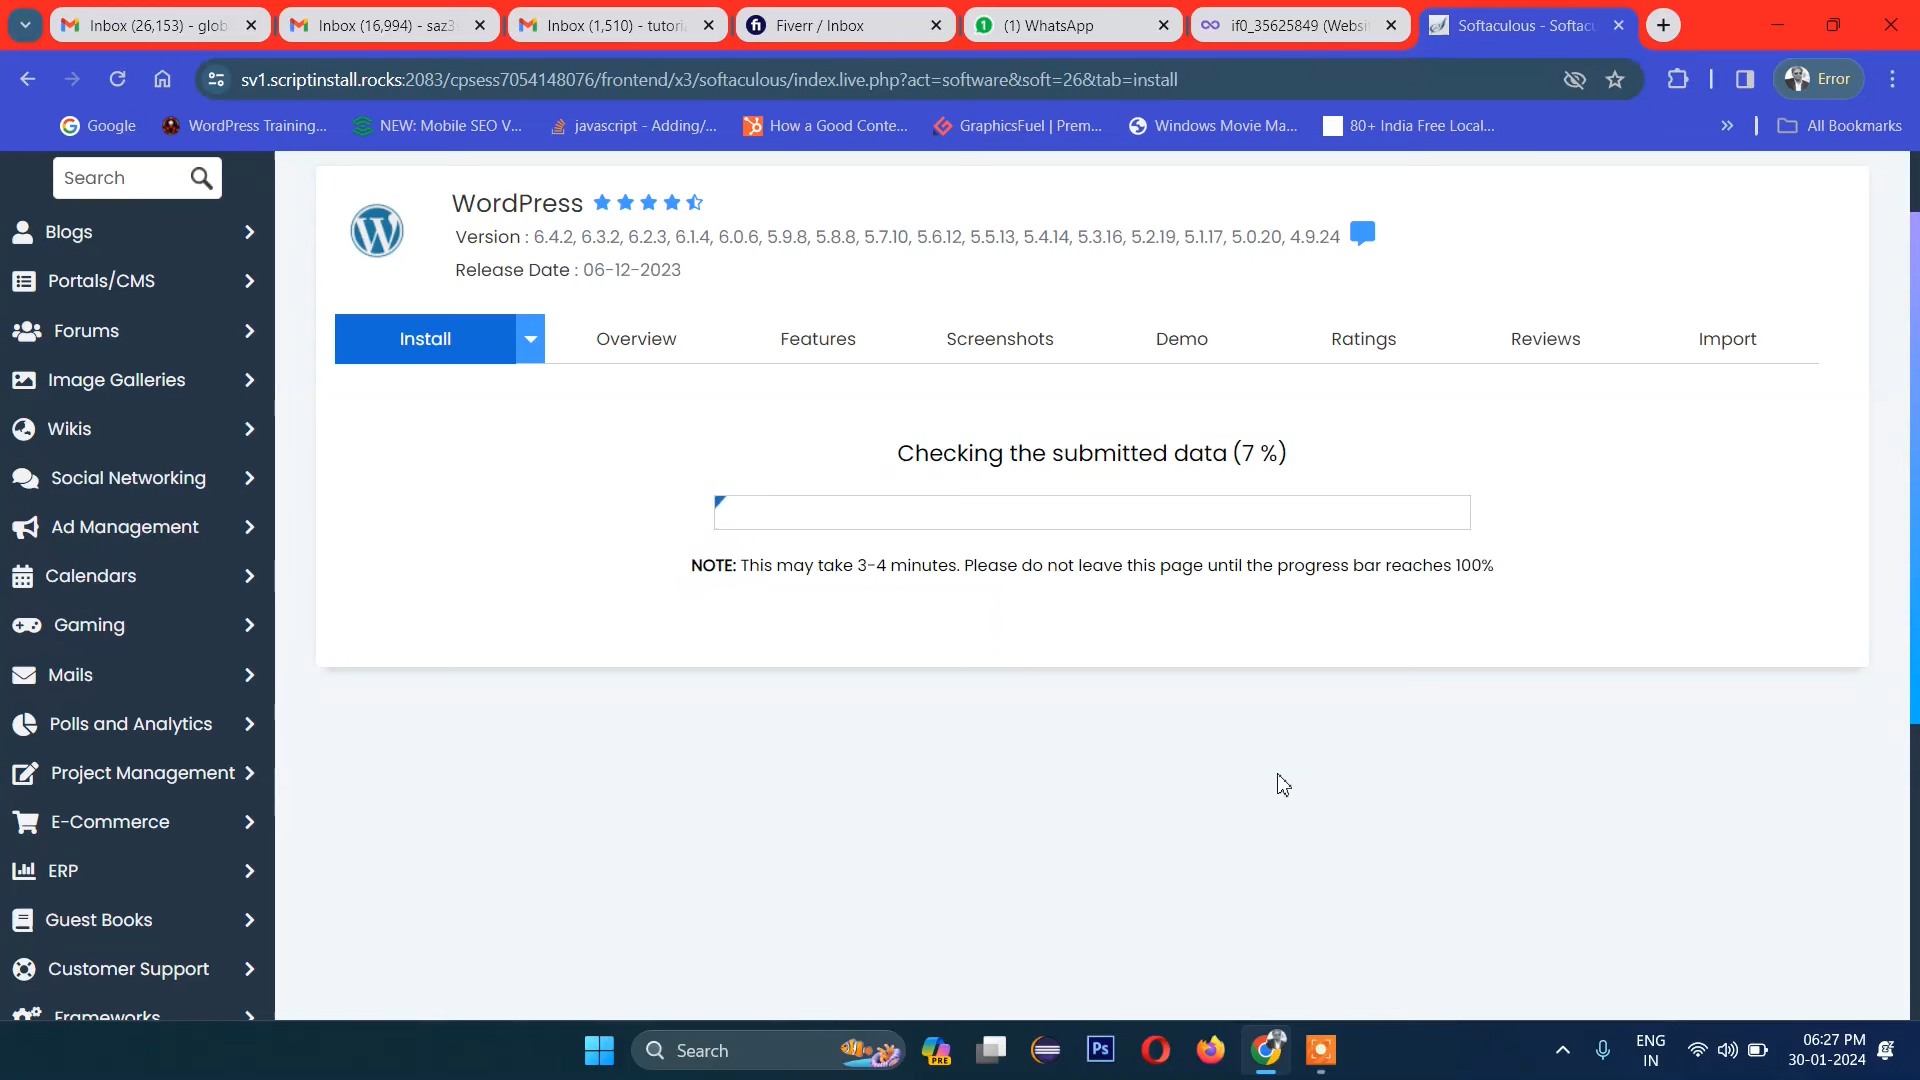 Inbox (26,153) - glob
Inbox (16,994) - saz3
Inbox (1,510) - tutori
Fiverr / Inbox
(1) WhatsApp
if0_35625849 (Websi
Softaculous - Softacu
sv1.scriptinstall.rocks:2083/cpsess7054148076/frontend/x3/softaculous/index.live.php?act=software&soft=26&tab=install
Error
Google
WordPress Training...
NEW: Mobile SEO V...
javascript - Adding/...
How a Good Conte...
GraphicsFuel | Prem...
Windows Movie Ma...
80+ India Free Local...
All Bookmarks
Search
Blogs
Portals/CMS
Forums
Image Galleries
Wikis
Social Networking
Ad Management
Calendars
Gaming
Mails
Polls and Analytics
Project Management
E-Commerce
ERP
Guest Books
Customer Support
Frameworks
WordPress
Version : 6.4.2, 6.3.2, 6.2.3, 6.1.4, 6.0.6, 5.9.8, 5.8.8, 5.7.10, 5.6.12, 5.5.13, 5.4.14, 5.3.16, 5.2.19, 5.1.17, 5.0.20, 4.9.24
Release Date : 06-12-2023
Install
Overview
Features
Screenshots
Demo
Ratings
Reviews
Import
Checking the submitted data (7 %)
NOTE: This may take 3-4 minutes. Please do not leave this page until the progress bar reaches 100%
Search
PRE
Ps
ENG
IN
06:27 PM
30-01-2024